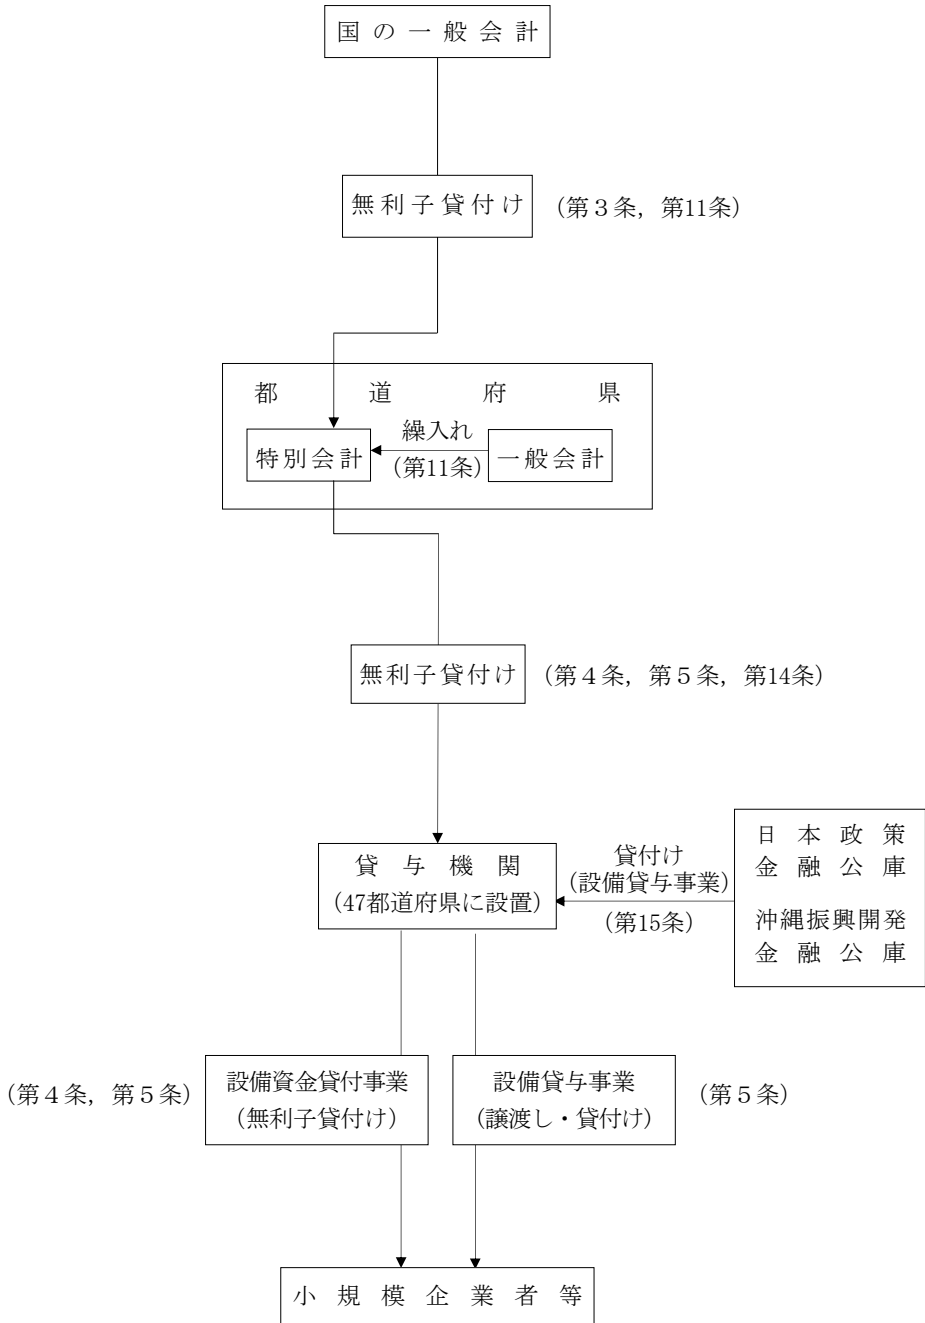 国の一般会計
無利子貸付け
（第３条，第11条）
都道府県
繰入れ
特別会計
（第11条）
一般会計
無利子貸付け
（第４条，第５条，第14条）
貸与機関
（47都道府県に設置）
貸付け
（設備貸与事業）
（第15条）
日本政策
金融公庫
沖縄振興開発
金融公庫
（第４条，第５条）
設備資金貸付事業
（無利子貸付け）
設備貸与事業
（譲渡し・貸付け）
（第５条）
小規模企業者等